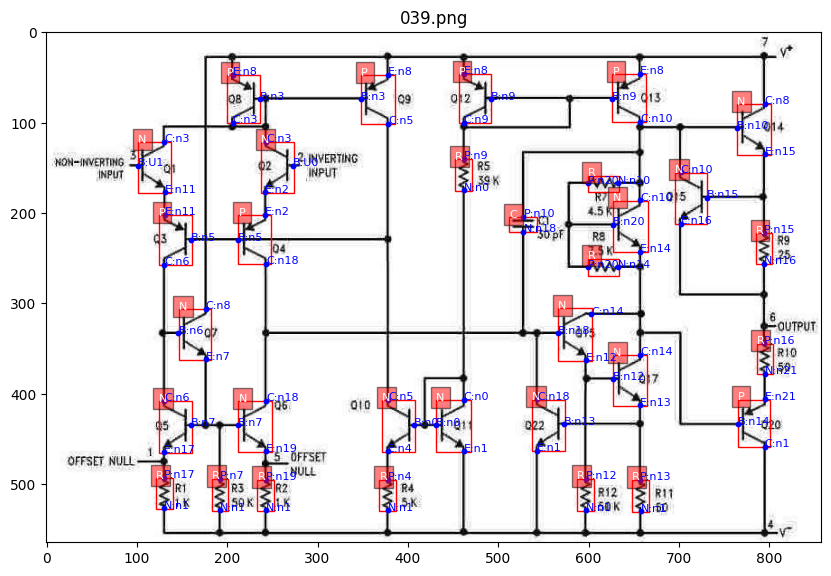 039.png
7 V+
P E:n8 P E:n8 P E:n8 P E:n8
Q8 B:n3 B:n3 Q9 Q12 B:n9 B:n9 Q13 N C:n8
C:n3 C:n5 C:n9 C:n10 B:n10 Q14
N C:n3 N C:n3 E:n15
NON-INVERTING 3 B:U1 Q1 Q2 B:U0 2 INVERTING
INPUT INPUT
R P:n9 R5 39 K N:n0
R R7 4.5 K N:n10
N C:n10 B:n15 C:n16
E:n11 E:n2
P E:n11 P E:n2
Q3 B:n5 B:n5 Q4
C:n6 C:n18
C P:n10 N:n18 C1 30 pF
N C:n10 B:n20 E:n14
R8 R N:n14
R P:n15 R9 25 N:n16
N C:n8 B:n6 Q7 E:n7
N C:n14 B:n18 E:n12
6 OUTPUT
R P:n16 R10 N:n21
N C:n14 B:n12 Q17 E:n13
N C:n6 Q5 B:n7 C:n17
N C:n18 Q6 B:n7 E:n19
Q10 N C:n5 E:n4
N C:n0 Q11 E:n1
N C:n18 Q22 B:n13 E:n1
P E:n21 B:n14 Q20 C:n1
OFFSET NULL 1
5 OFFSET
NULL
R P:n17 R1 1 K N:n1
R P:n7 R3 50 K N:n1
R P:n19 R2 1 K N:n1
R P:n4 R4 5 K N:n1
R P:n12 R12 50 K N:n1
R P:n13 R11 50 N:n1
4 V-
0 100 200 300 400 500
0 100 200 300 400 500 600 700 800